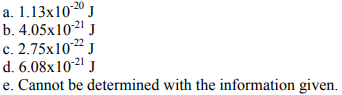 a. 1.13x10⁻²⁰ J
b. 4.05x10⁻²¹ J
c. 2.75x10⁻²² J
d. 6.08x10⁻²¹ J
e. Cannot be determined with the information given.